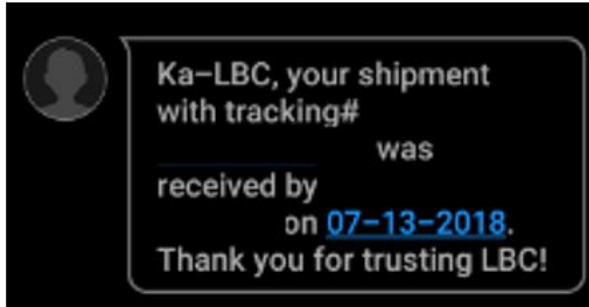 Ka-LBC, your shipment
with tracking#
was
received by
on 07-13-2018.
Thank you for trusting LBC!